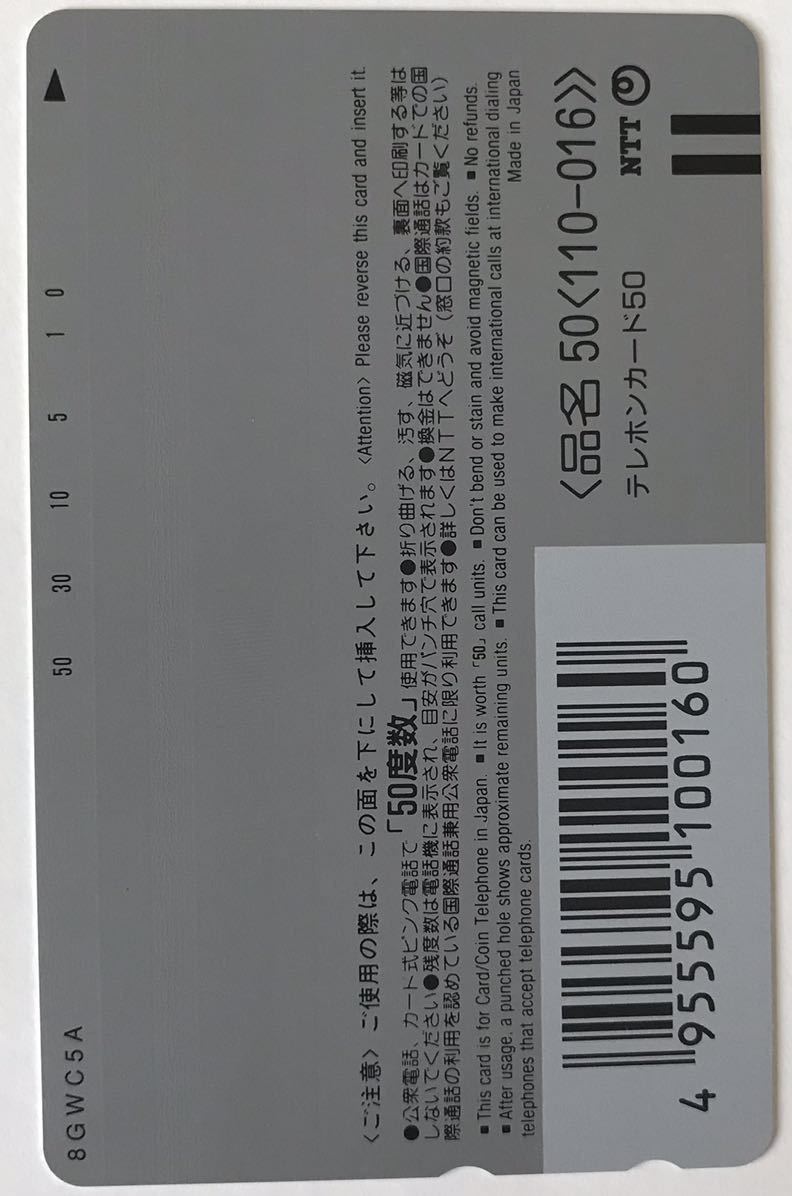 50 30 10 5 1 0
8GWC5A
〈ご注意〉ご使用の際は、この面を下にして挿入して下さい。〈Attention〉Please reverse this card and insert it.
●公衆電話、カード式ピンク電話で「50度数」使用できます●折り曲げる、汚す、磁気に近づける、裏面へ印刷する等は
しないでください●残度数は電話機に表示され、目安がパンチ穴で表示されます●換金はできません●国際通話はカードでの国
際通話の利用を認めている国際通話兼用公衆電話に限り利用できます●詳しくはNTTへどうぞ（窓口の約款もご覧ください）
■This card is for Card/Coin Telephone in Japan. ■It is worth「50」call units. ■Don't bend or stain and avoid magnetic fields. ■No refunds.
■After usage, a punched hole shows approximate remaining units. ■This card can be used to make international calls at international dialing
telephones that accept telephone cards. Made in Japan
〈品名 50〈110-016〉〉 NTT
テレホンカード50
4 955595 100160